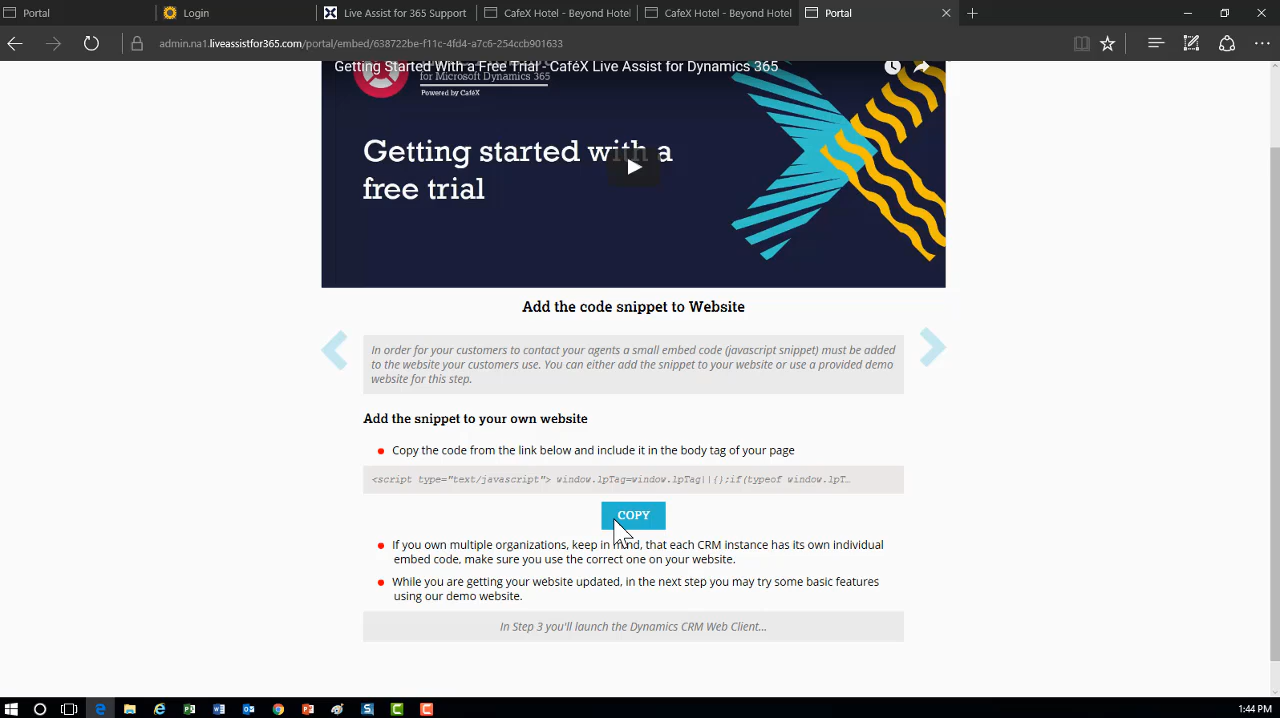 Portal
Login
Live Assist for 365 Support
CafeX Hotel - Beyond Hotel
CafeX Hotel - Beyond Hotel
Portal
admin.na1.liveassistfor365.com/portal/embed/638722be-f11c-4fd4-a7c6-254ccb901633
Getting Started With a Free Trial - CaféX Live Assist for Dynamics 365
for Microsoft Dynamics 365
Powered by CaféX
Getting started with a
free trial
Add the code snippet to Website
In order for your customers to contact your agents a small embed code (javascript snippet) must be added
to the website your customers use. You can either add the snippet to your website or use a provided demo
website for this step.
Add the snippet to your own website
Copy the code from the link below and include it in the body tag of your page
<script type="text/javascript"> window.lpTag=window.lpTag||{};if(typeof window.lpT…
COPY
If you own multiple organizations, keep in mind, that each CRM instance has its own individual
embed code, make sure you use the correct one on your website.
While you are getting your website updated, in the next step you may try some basic features
using our demo website.
In Step 3 you'll launch the Dynamics CRM Web Client...
1:44 PM